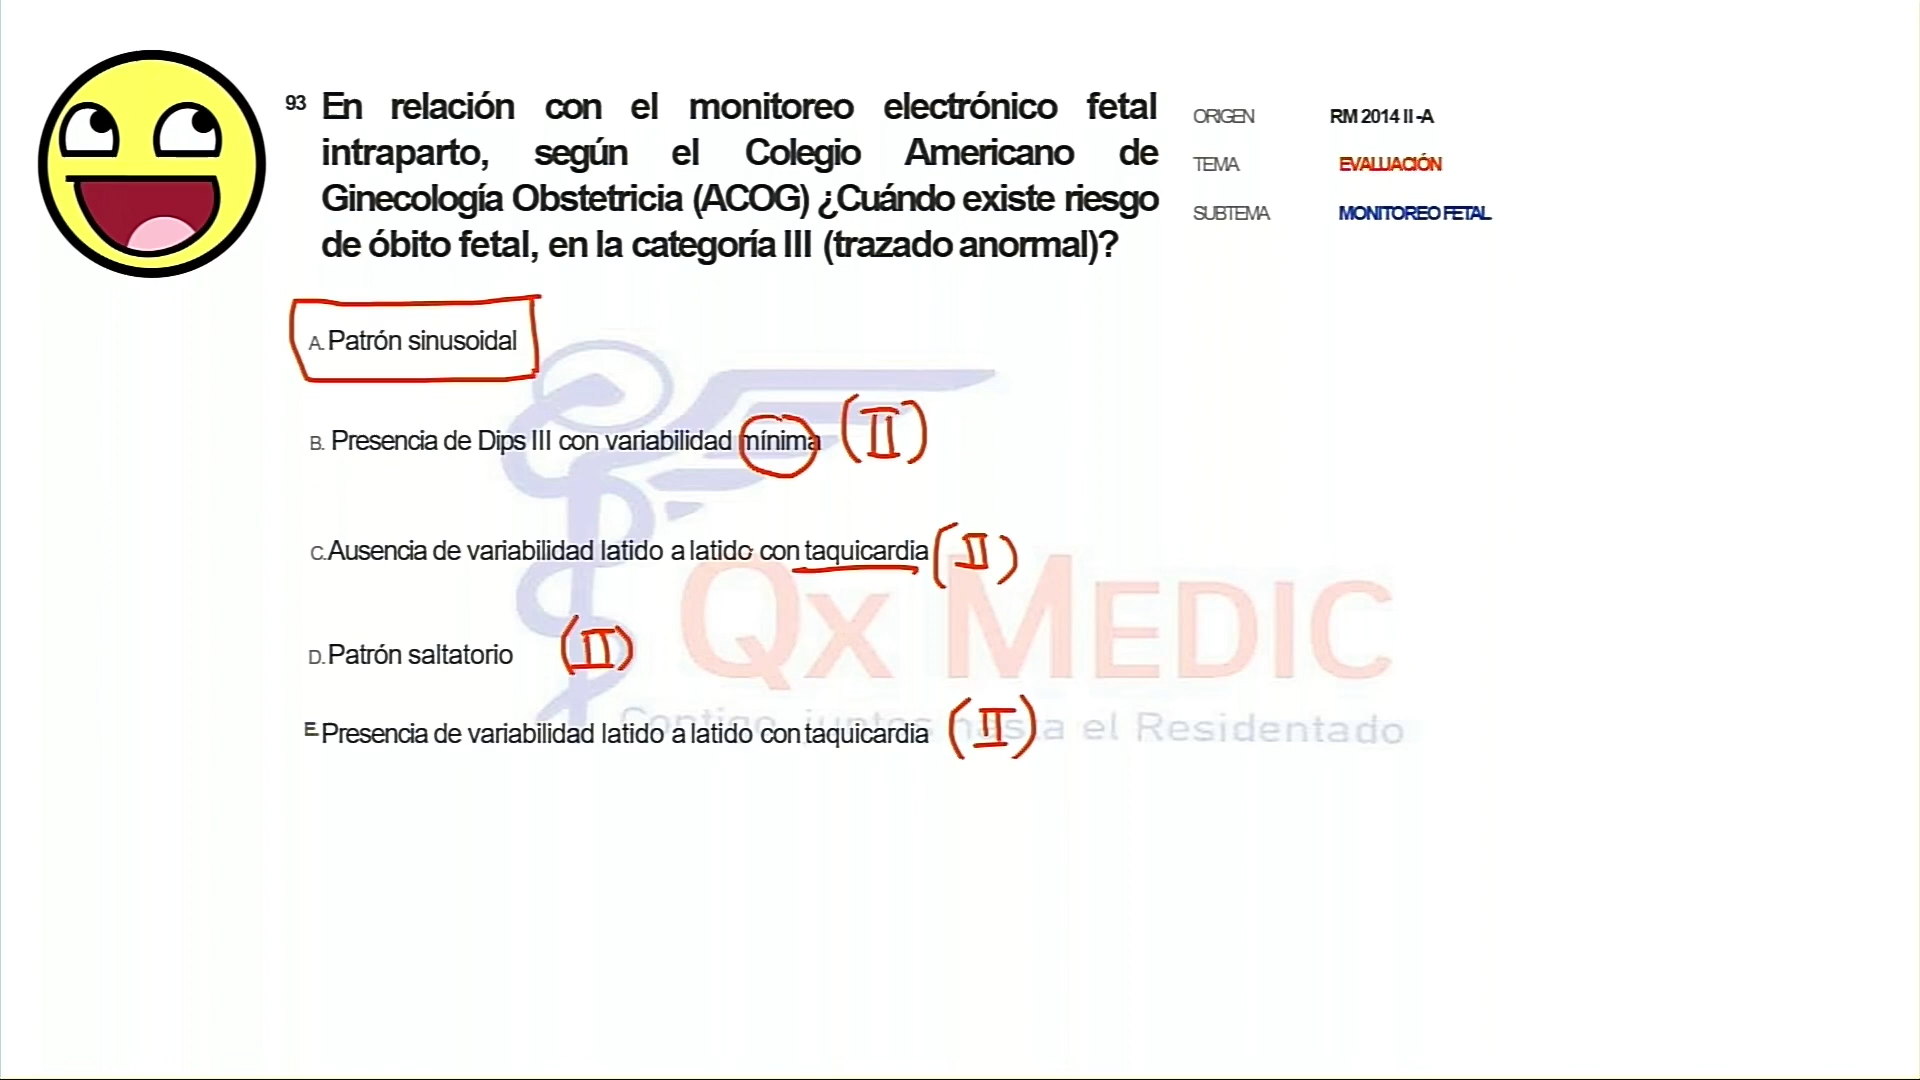 93 En relación con el monitoreo electrónico fetal
intraparto, según el Colegio Americano de
Ginecología Obstetricia (ACOG) ¿Cuándo existe riesgo
de óbito fetal, en la categoría III (trazado anormal)?
ORIGEN RM 2014 II -A
TEMA EVALUACIÓN
SUBTEMA MONITOREO FETAL
A. Patrón sinusoidal
B. Presencia de Dips III con variabilidad mínima (II)
C. Ausencia de variabilidad latido a latido con taquicardia (II)
D. Patrón saltatorio (II)
E. Presencia de variabilidad latido a latido con taquicardia (II)
QX MEDIC
Contigo, juntos hasta el Residentado